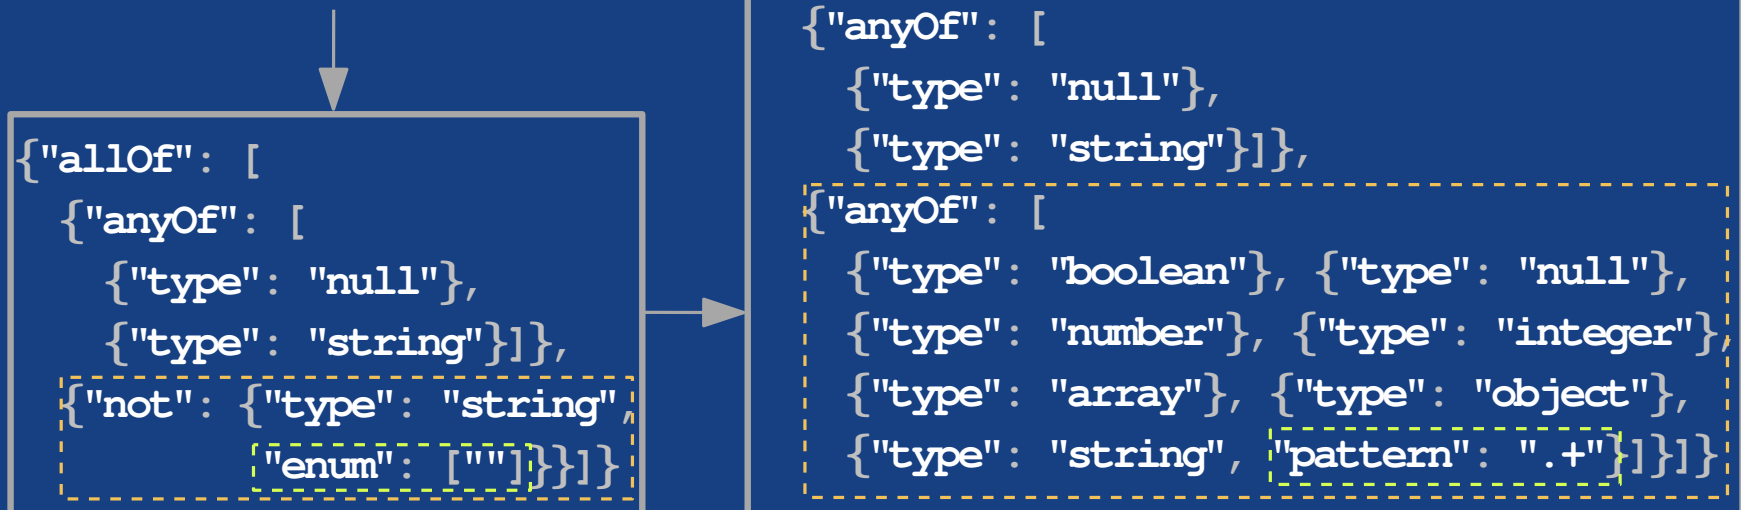 {"allOf": [
{"anyOf": [
{"type": "null"},
{"type": "string"}]},
{"not": {"type": "string",
"enum": [""]}}]}
{"anyOf": [
{"type": "null"},
{"type": "string"}]},
{"anyOf": [
{"type": "boolean"}, {"type": "null"},
{"type": "number"}, {"type": "integer"},
{"type": "array"}, {"type": "object"},
{"type": "string", "pattern": ".+"}]}]}